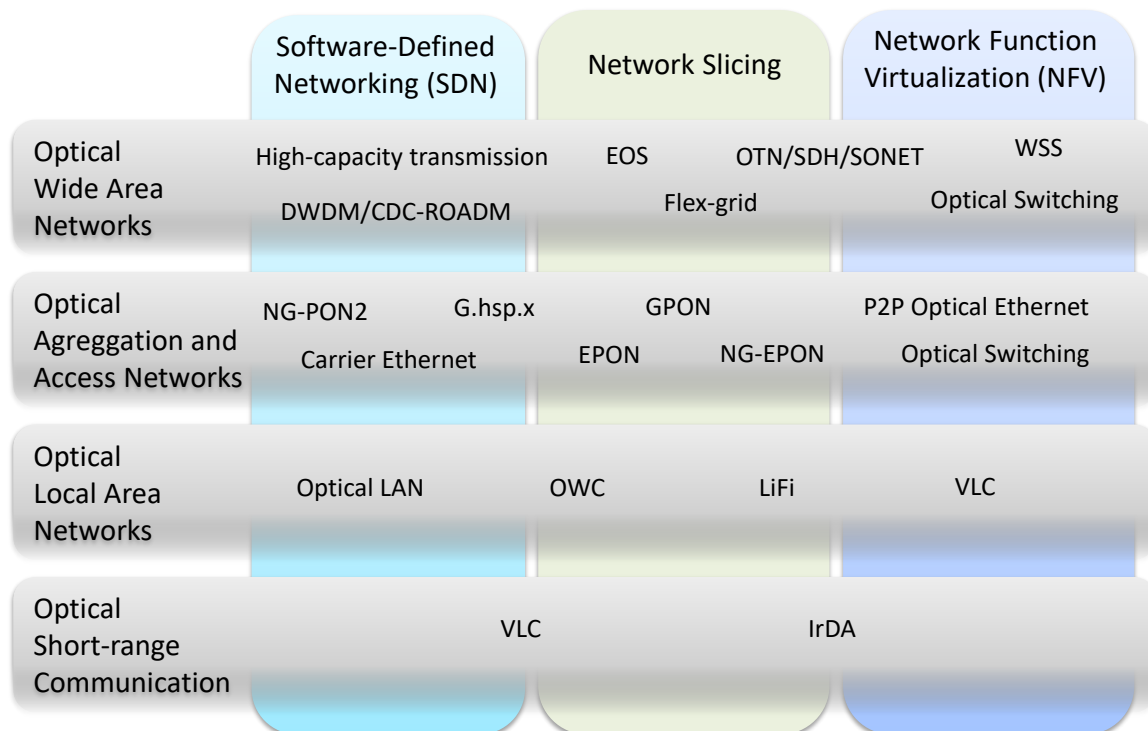 Software-Defined
Networking (SDN)
Network Slicing
Network Function
Virtualization (NFV)
Optical
Wide Area
Networks
High-capacity transmission
EOS
OTN/SDH/SONET
WSS
DWDM/CDC-ROADM
Flex-grid
Optical Switching
Optical
Agreggation and
Access Networks
NG-PON2
G.hsp.x
GPON
P2P Optical Ethernet
Carrier Ethernet
EPON
NG-EPON
Optical Switching
Optical
Local Area
Networks
Optical LAN
OWC
LiFi
VLC
Optical
Short-range
Communication
VLC
IrDA